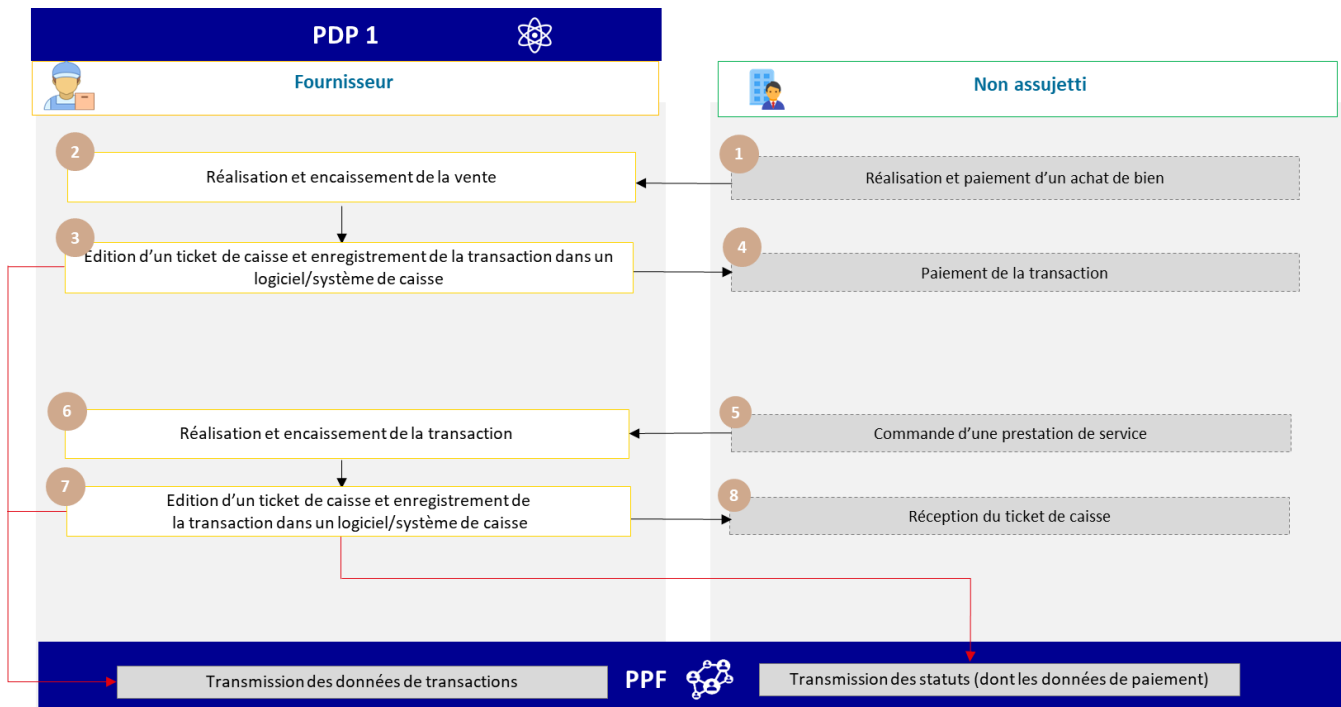 PDP 1
Fournisseur
Non assujetti
2
Réalisation et encaissement de la vente
1
Réalisation et paiement d’un achat de bien
3
Edition d’un ticket de caisse et enregistrement de la transaction dans un
logiciel/système de caisse
4
Paiement de la transaction
6
Réalisation et encaissement de la transaction
5
Commande d’une prestation de service
7
Edition d’un ticket de caisse et enregistrement de
la transaction dans un logiciel/système de caisse
8
Réception du ticket de caisse
Transmission des données de transactions
PPF
Transmission des statuts (dont les données de paiement)